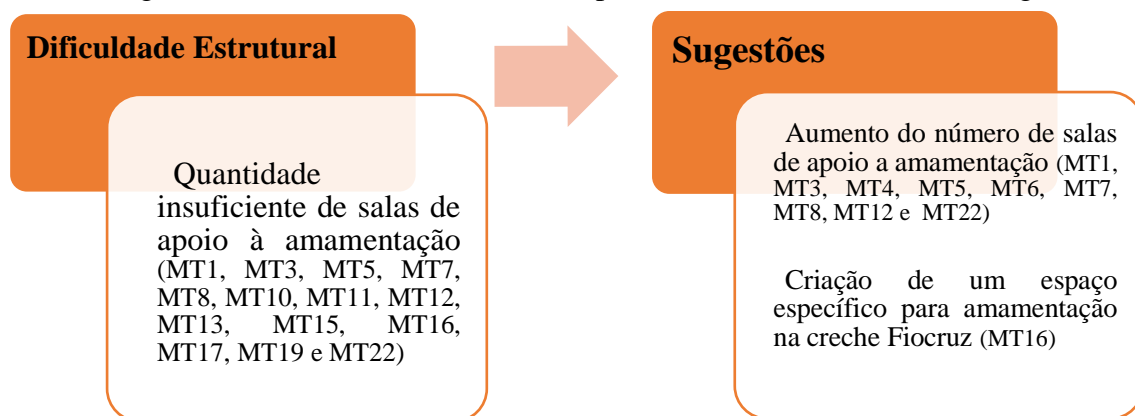 Dificuldade Estrutural
Quantidade
insuficiente de salas de
apoio à amamentação
(MT1, MT3, MT5, MT7,
MT8, MT10, MT11, MT12,
MT13, MT15, MT16,
MT17, MT19 e MT22)
Sugestões
Aumento do número de salas
de apoio a amamentação (MT1,
MT3, MT4, MT5, MT6, MT7,
MT8, MT12 e MT22)
Criação de um espaço
específico para amamentação
na creche Fiocruz (MT16)